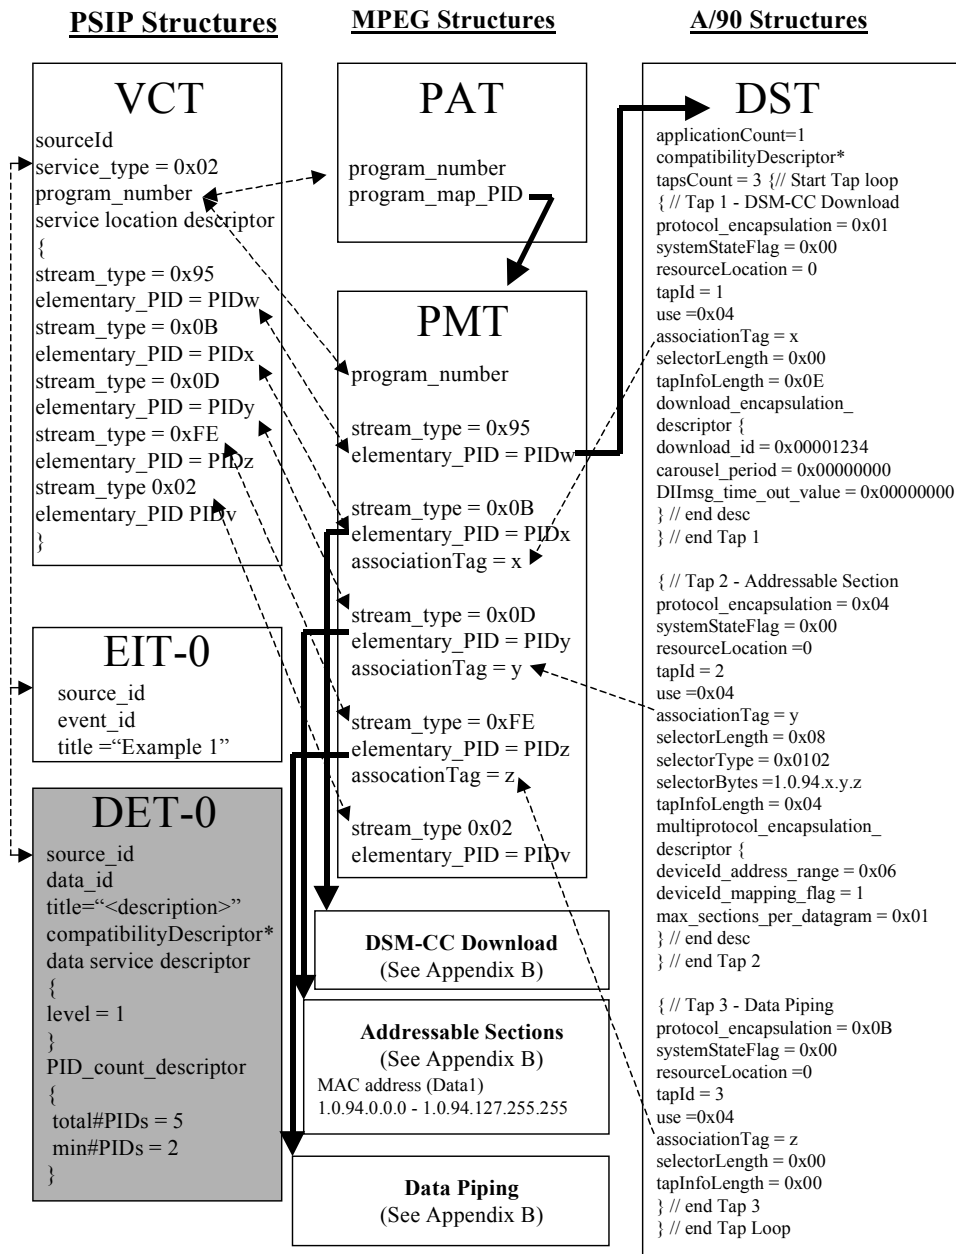 PSIP Structures
MPEG Structures
A/90 Structures
VCT
sourceId
service_type = 0x02
program_number
service location descriptor
{
stream_type = 0x95
elementary_PID = PIDw
stream_type = 0x0B
elementary_PID = PIDx
stream_type = 0x0D
elementary_PID = PIDy
stream_type = 0xFE
elementary_PID = PIDz
stream_type 0x02
elementary_PID PIDv
}
EIT-0
source_id
event_id
title =“Example 1”
DET-0
source_id
data_id
title=“<description>”
compatibilityDescriptor*
data service descriptor
{
level = 1
}
PID_count_descriptor
{
total#PIDs = 5
min#PIDs = 2
}
PAT
program_number
program_map_PID
PMT
program_number
stream_type = 0x95
elementary_PID = PIDw
stream_type = 0x0B
elementary_PID = PIDx
associationTag = x
stream_type = 0x0D
elementary_PID = PIDy
associationTag = y
stream_type = 0xFE
elementary_PID = PIDz
assocationTag = z
stream_type 0x02
elementary_PID = PIDv
DSM-CC Download
(See Appendix B)
Addressable Sections
(See Appendix B)
MAC address (Data1)
1.0.94.0.0.0 - 1.0.94.127.255.255
Data Piping
(See Appendix B)
DST
applicationCount=1
compatibilityDescriptor*
tapsCount = 3 {// Start Tap loop
{ // Tap 1 - DSM-CC Download
protocol_encapsulation = 0x01
systemStateFlag = 0x00
resourceLocation = 0
tapId = 1
use =0x04
associationTag = x
selectorLength = 0x00
tapInfoLength = 0x0E
download_encapsulation_
descriptor {
download_id = 0x00001234
carousel_period = 0x00000000
DIImsg_time_out_value = 0x00000000
} // end desc
} // end Tap 1
{ // Tap 2 - Addressable Section
protocol_encapsulation = 0x04
systemStateFlag = 0x00
resourceLocation =0
tapId = 2
use =0x04
associationTag = y
selectorLength = 0x08
selectorType = 0x0102
selectorBytes =1.0.94.x.y.z
tapInfoLength = 0x04
multiprotocol_encapsulation_
descriptor {
deviceId_address_range = 0x06
deviceId_mapping_flag = 1
max_sections_per_datagram = 0x01
} // end desc
} // end Tap 2
{ // Tap 3 - Data Piping
protocol_encapsulation = 0x0B
systemStateFlag = 0x00
resourceLocation =0
tapId = 3
use =0x04
associationTag = z
selectorLength = 0x00
tapInfoLength = 0x00
} // end Tap 3
} // end Tap Loop